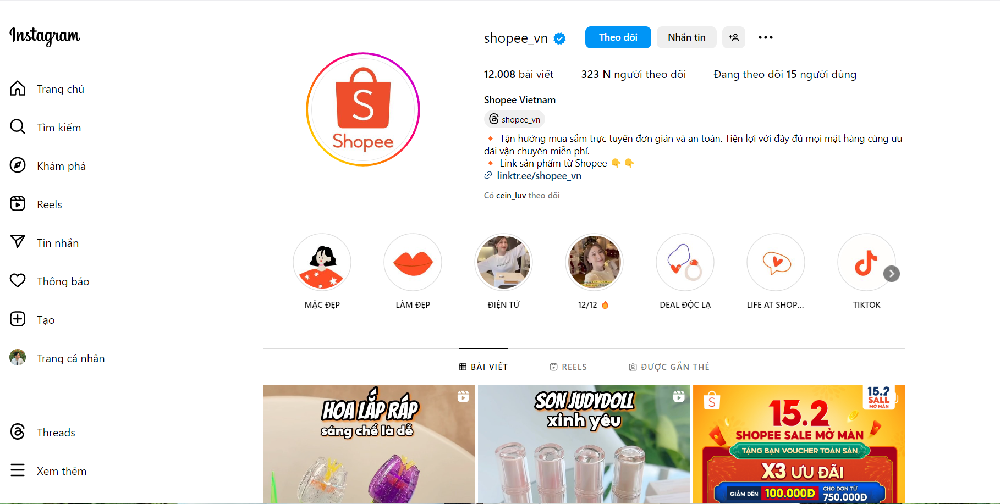 Instagram
Trang chủ
Tìm kiếm
Khám phá
Reels
Tin nhắn
Thông báo
Tạo
Trang cá nhân
Threads
Xem thêm
shopee_vn
Theo dõi
Nhắn tin
12.008 bài viết
323 N người theo dõi
Đang theo dõi 15 người dùng
Shopee Vietnam
shopee_vn
🔸 Tận hưởng mua sắm trực tuyến đơn giản và an toàn. Tiện lợi với đầy đủ mọi mặt hàng cùng ưu
đãi vận chuyển miễn phí.
🔸 Link sản phẩm từ Shopee 👇👇
linktr.ee/shopee_vn
Có cein_luv theo dõi
S
Shopee
MẶC ĐẸP
LÀM ĐẸP
ĐIỆN TỬ
12/12 🔥
DEAL ĐỘC LẠ
LIFE AT SHOP...
TIKTOK
BÀI VIẾT
REELS
ĐƯỢC GẮN THẺ
HOA LẮP RÁP
sáng chế là dễ
SON JUDYDOLL
xinh yêu
S
15.2
SALL
MỞ MÀN
15.2
SHOPEE SALE MỞ MÀN
TẶNG BẠN VOUCHER TOÀN SÀN
X3 ƯU ĐÃI
GIẢM ĐẾN 100.000Đ CHO ĐƠN TỪ
750.000Đ